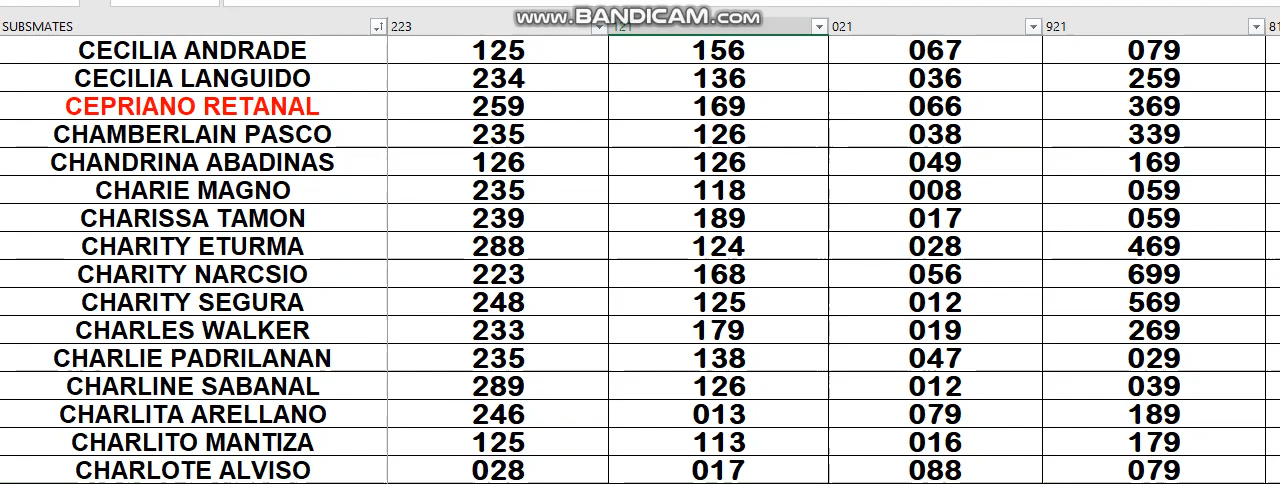 www.BANDICAM.com
SUBSMATES 223 121 021 921 81
CECILIA ANDRADE 125 156 067 079
CECILIA LANGUIDO 234 136 036 259
CEPRIANO RETANAL 259 169 066 369
CHAMBERLAIN PASCO 235 126 038 339
CHANDRINA ABADINAS 126 126 049 169
CHARIE MAGNO 235 118 008 059
CHARISSA TAMON 239 189 017 059
CHARITY ETURMA 288 124 028 469
CHARITY NARCSIO 223 168 056 699
CHARITY SEGURA 248 125 012 569
CHARLES WALKER 233 179 019 269
CHARLIE PADRILANAN 235 138 047 029
CHARLINE SABANAL 289 126 012 039
CHARLITA ARELLANO 246 013 079 189
CHARLITO MANTIZA 125 113 016 179
CHARLOTE ALVISO 028 017 088 079